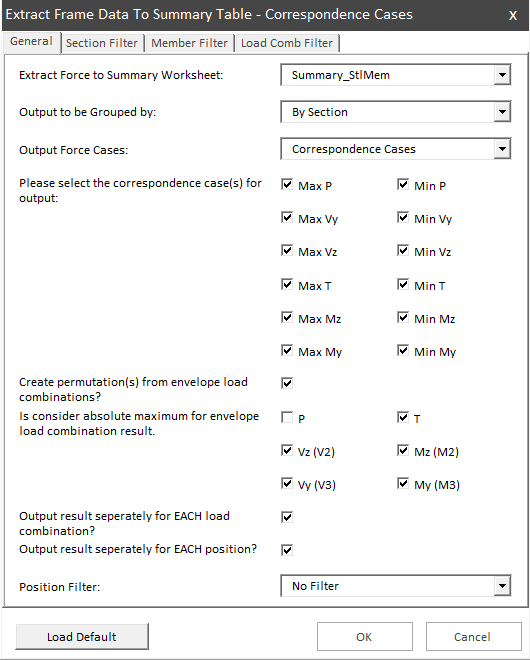 Extract Frame Data To Summary Table - Correspondence Cases x
General Section Filter Member Filter Load Comb Filter
Extract Force to Summary Worksheet: Summary_StlMem
Output to be Grouped by: By Section
Output Force Cases: Correspondence Cases
Please select the correspondence case(s) for
output:
Max P Min P
Max Vy Min Vy
Max Vz Min Vz
Max T Min T
Max Mz Min Mz
Max My Min My
Create permutation(s) from envelope load
combinations?
Is consider absolute maximum for envelope
load combination result.
P T
Vz (V2) Mz (M2)
Vy (V3) My (M3)
Output result seperately for EACH load
combination?
Output result seperately for EACH position?
Position Filter: No Filter
Load Default OK Cancel